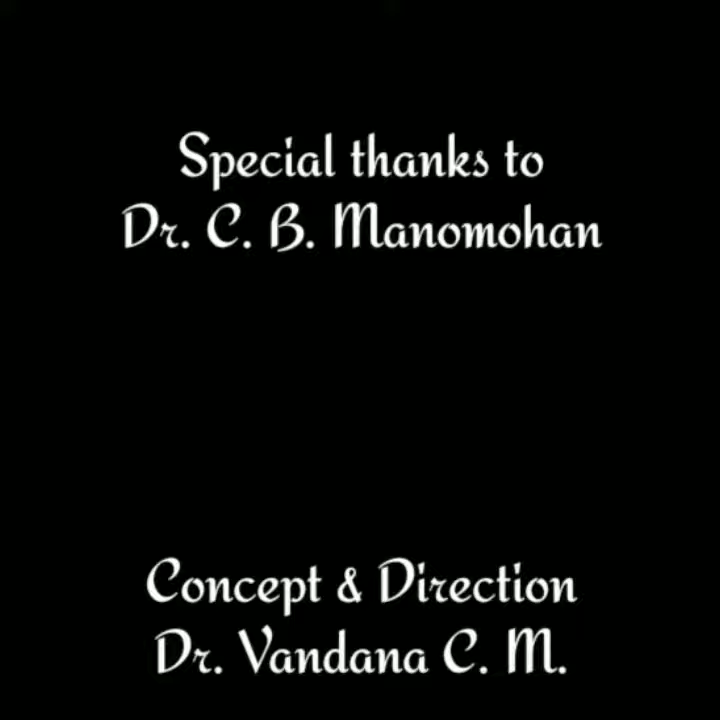 Special thanks to
Dr. C. B. Manomohan
Concept & Direction
Dr. Vandana C. M.